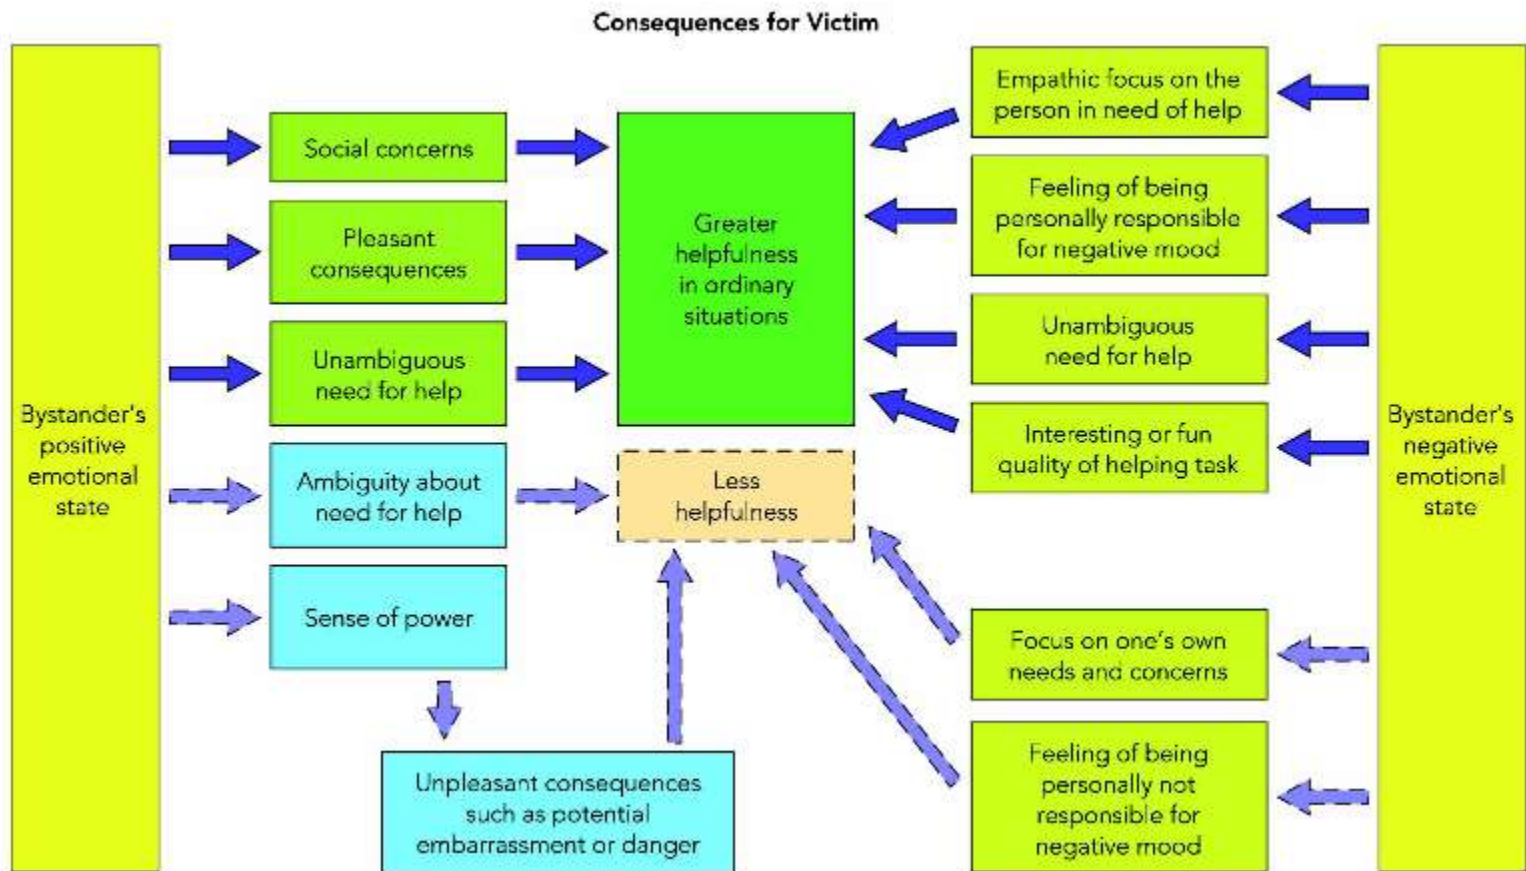 Consequences for Victim
Bystander's
positive
emotional
state
Social concerns
Pleasant
consequences
Unambiguous
need for help
Ambiguity about
need for help
Sense of power
Unpleasant consequences
such as potential
embarrassment or danger
Greater
helpfulness
in ordinary
situations
Less
helpfulness
Empathic focus on the
person in need of help
Feeling of being
personally responsible
for negative mood
Unambiguous
need for help
Interesting or fun
quality of helping task
Focus on one's own
needs and concerns
Feeling of being
personally not
responsible for
negative mood
Bystander's
negative
emotional
state